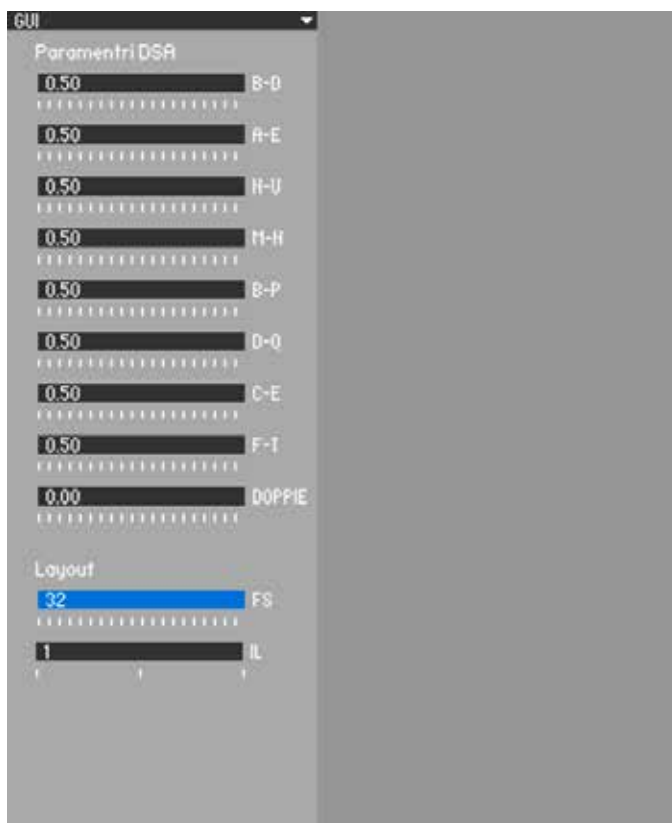 GUI
Paramentri DSA
0.50 B-D
0.50 A-E
0.50 N-U
0.50 M-N
0.50 B-P
0.50 D-Q
0.50 C-E
0.50 F-T
0.00 DOPPIE
Layout
32 FS
1 IL